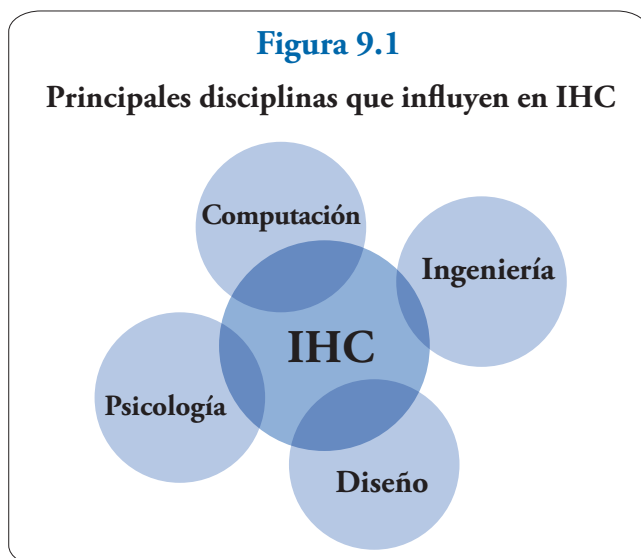 Figura 9.1
Principales disciplinas que influyen en IHC
Computación
Ingeniería
IHC
Psicología
Diseño